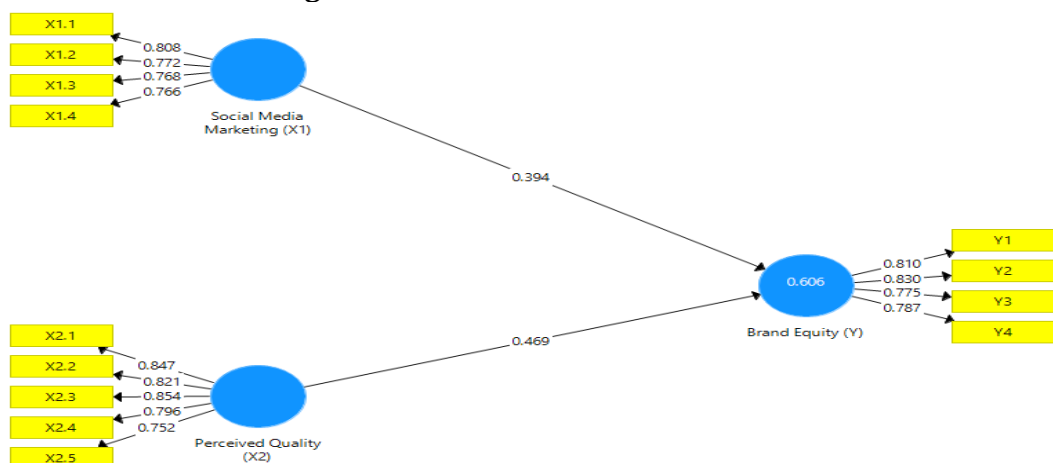 X1.1
0.808
X1.2
0.772
X1.3
0.768
0.766
X1.4
Social Media
Marketing (X1)
0.394
Y1
0.810
Y2
0.830
0.606
0.775
Y3
0.787
Brand Equity (Y)
Y4
X2.1
0.469
0.847
X2.2
0.821
X2.3
0.854
0.796
X2.4
0.752
Perceived Quality
(X2)
X2.5